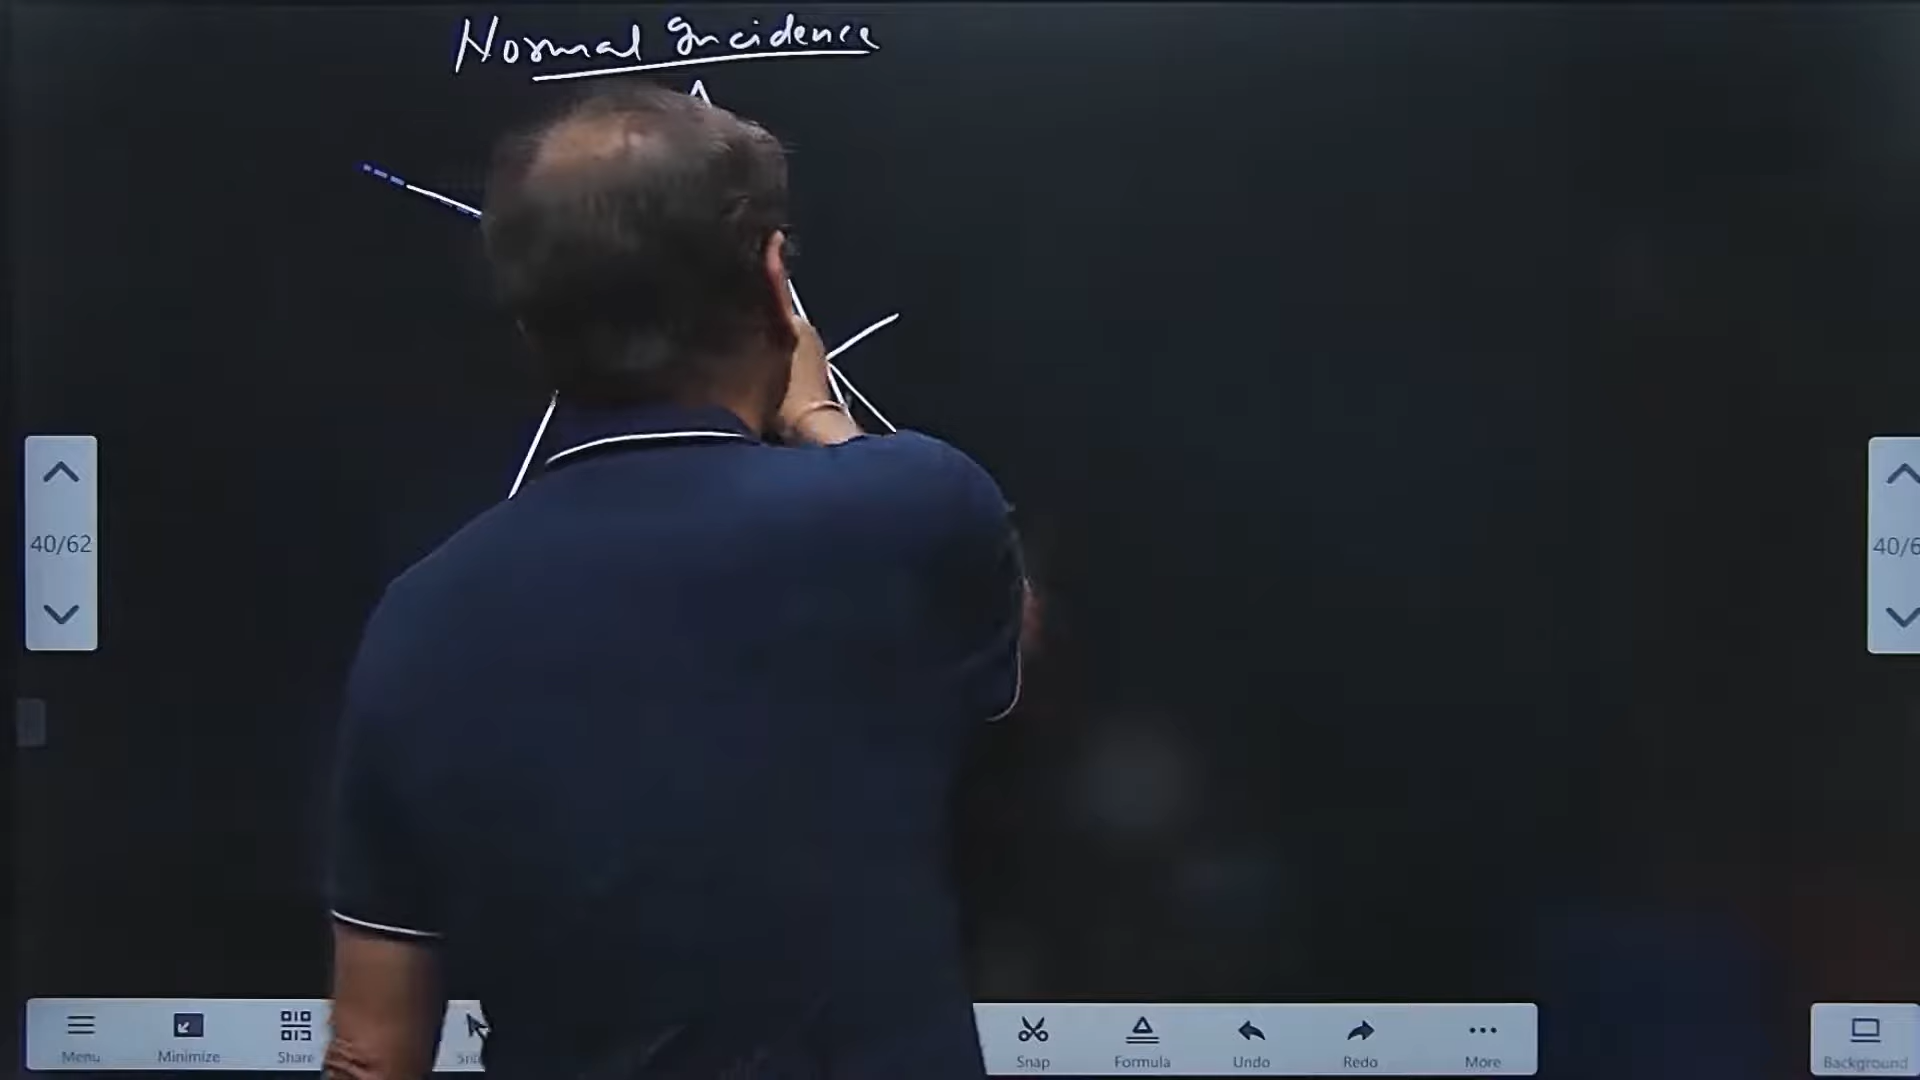 Normal Incidence
A
40/62
40/6
Menu
Minimize
Share
Snap
Formula
Undo
Redo
More
Background